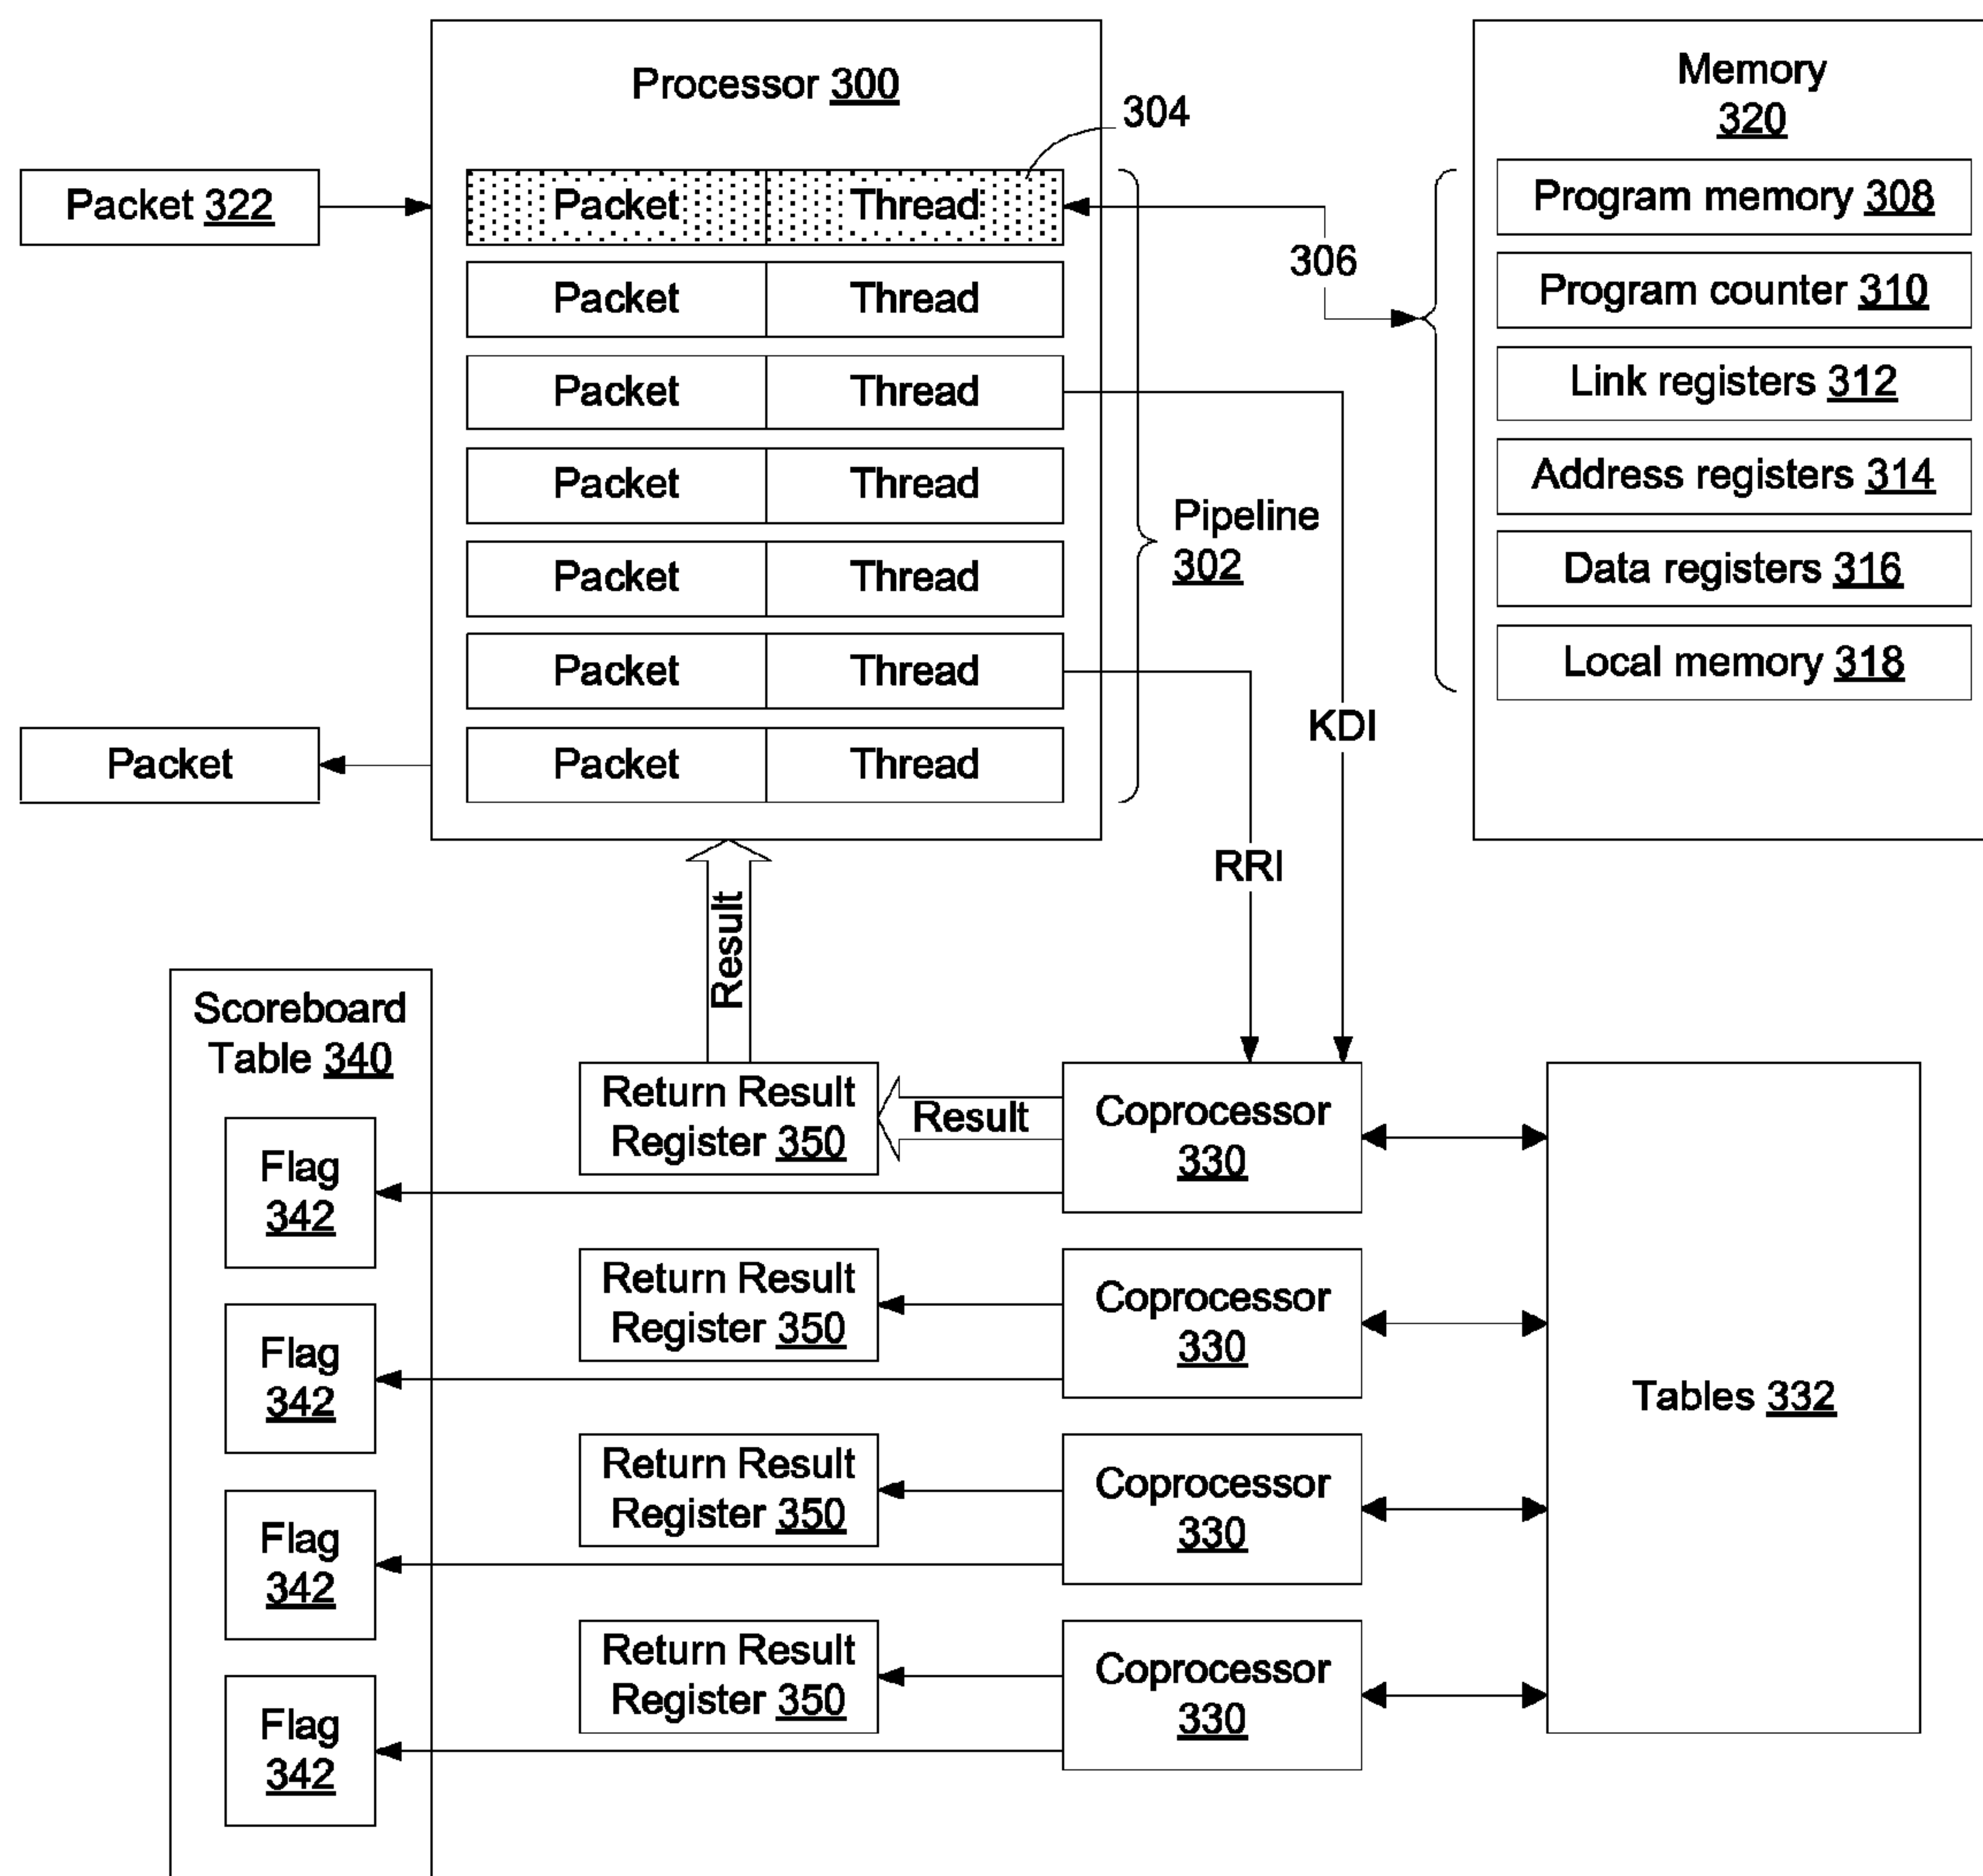 Processor 300
304
Packet 322
Packet Thread
Packet Thread
Packet Thread
Packet Thread
Packet Thread
Packet Thread
Packet Thread
Pipeline
302
306
Memory
320
Program memory 308
Program counter 310
Link registers 312
Address registers 314
Data registers 316
Local memory 318
Packet
KDI
RRI
Result
Scoreboard
Table 340
Flag
342
Flag
342
Flag
342
Flag
342
Return Result
Register 350
Result
Coprocessor
330
Return Result
Register 350
Coprocessor
330
Return Result
Register 350
Coprocessor
330
Return Result
Register 350
Coprocessor
330
Tables 332